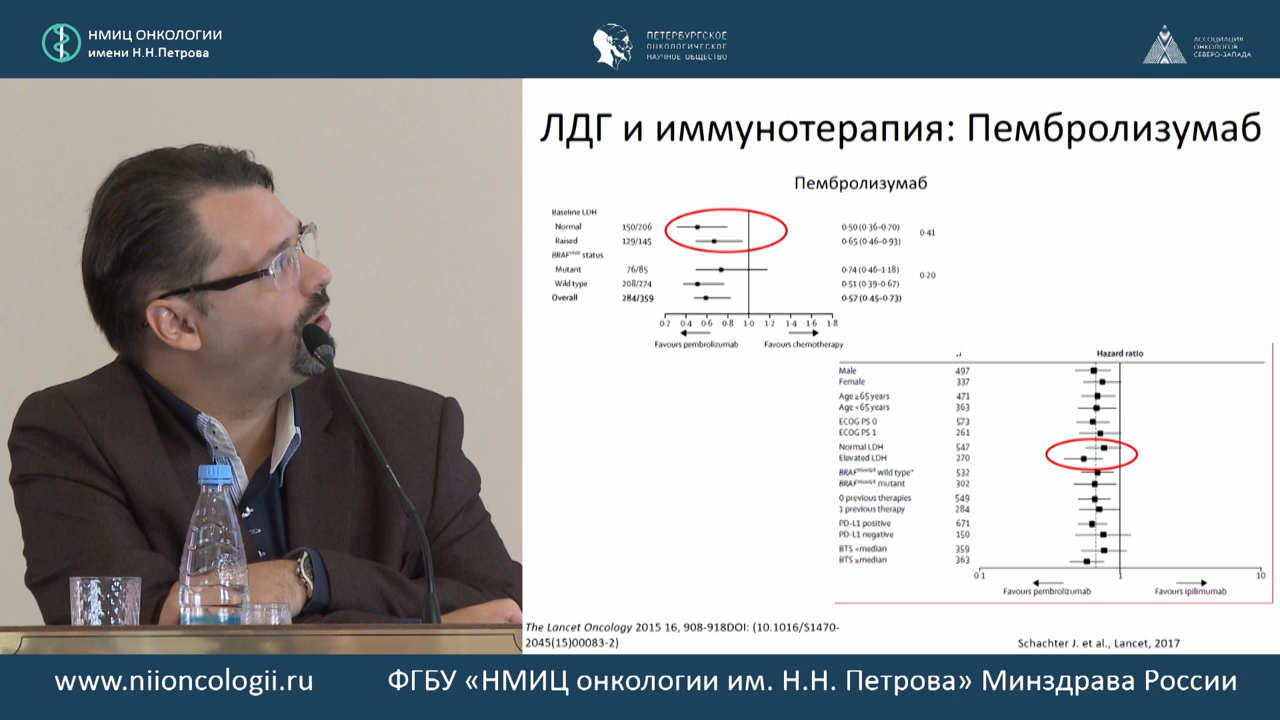 НМИЦ ОНКОЛОГИИ
имени Н.Н.Петрова
ПЕТЕРБУРГСКОЕ
ОНКОЛОГИЧЕСКОЕ
НАУЧНОЕ ОБЩЕСТВО
АССОЦИАЦИЯ
ОНКОЛОГОВ
СЕВЕРО-ЗАПАДА
ЛДГ и иммунотерапия: Пембролизумаб
Пембролизумаб
Baseline LDH
Normal 150/206 0·50 (0·36–0·70) 0·41
Raised 129/145 0·65 (0·46–0·93)
BRAF status
Mutant 76/85 0·74 (0·46–1·18) 0·20
Wild type 208/274 0·51 (0·39–0·67)
Overall 284/359 0·57 (0·45–0·73)
0·2 0·4 0·6 0·8 1·0 1·2 1·4 1·6 1·8
Favours pembrolizumab Favours chemotherapy
Hazard ratio
Male 497
Female 337
Age ≥65 years 471
Age <65 years 363
ECOG PS 0 573
ECOG PS 1 261
Normal LDH 547
Elevated LDH 270
BRAF wild type* 532
BRAF mutant 302
0 previous therapies 549
1 previous therapy 284
PD-L1 positive 671
PD-L1 negative 150
BTS <median 359
BTS ≥median 363
0·1 1 10
Favours pembrolizumab Favours ipilimumab
The Lancet Oncology 2015 16, 908-918DOI: (10.1016/S1470-
2045(15)00083-2)
Schachter J. et al., Lancet, 2017
www.niioncologii.ru ФГБУ «НМИЦ онкологии им. Н.Н. Петрова» Минздрава России